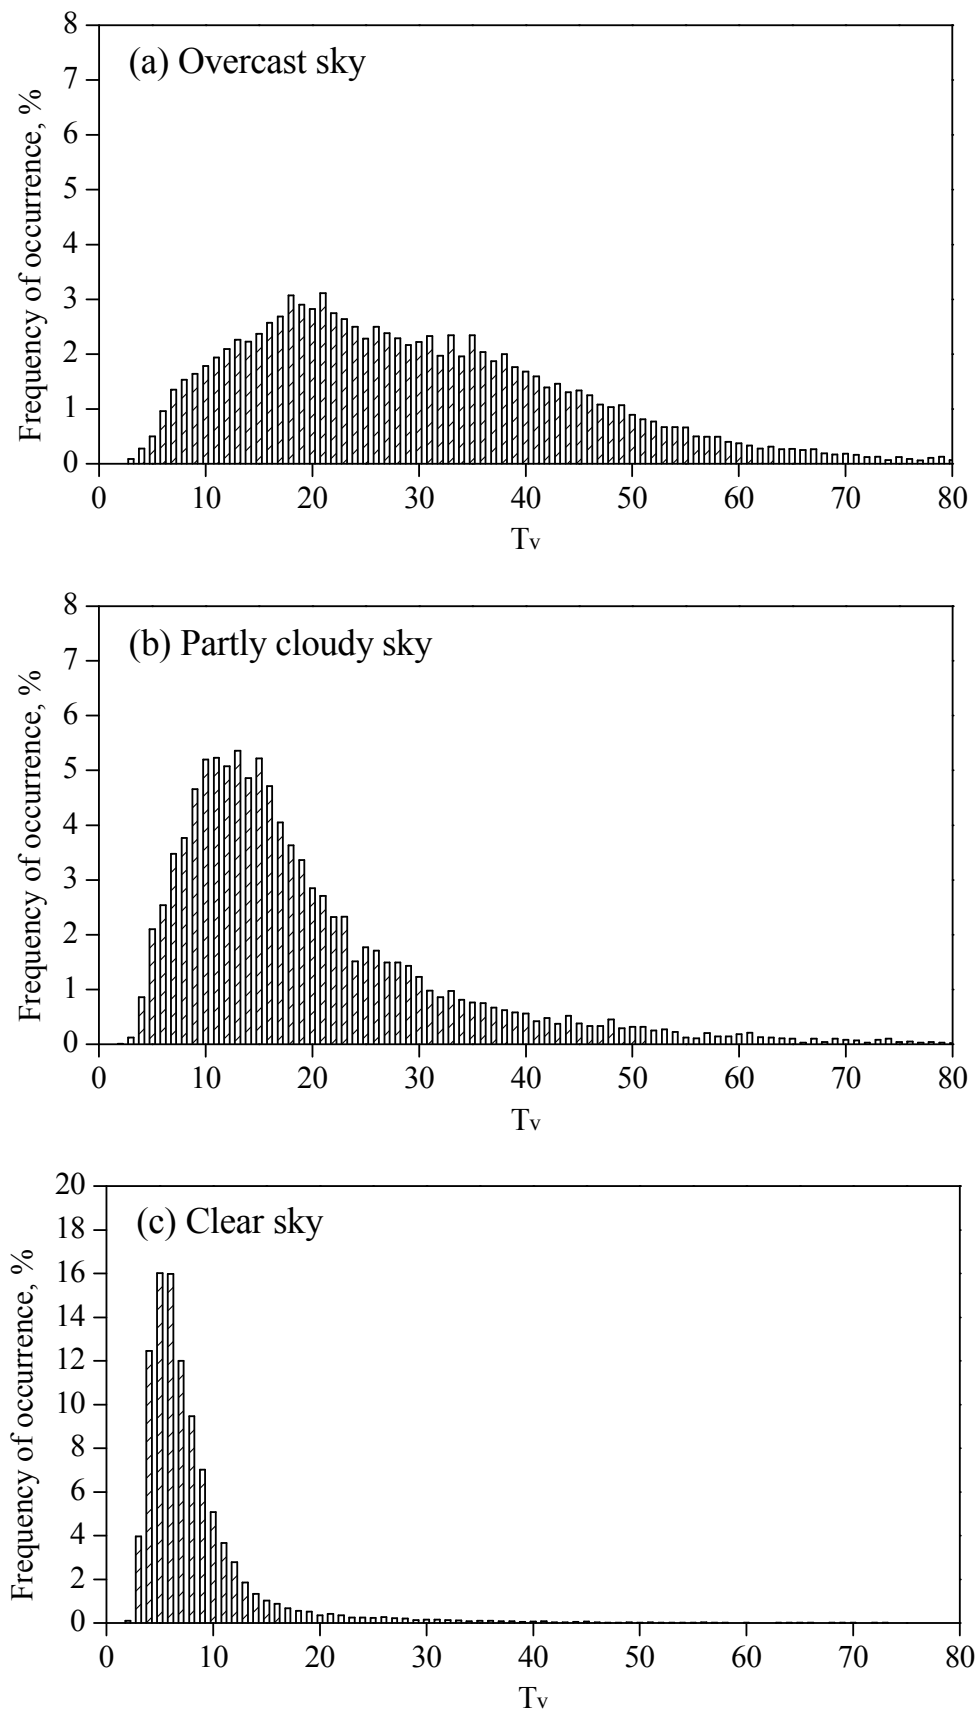 (a) Overcast sky
Frequency of occurrence, %
8
7
6
5
4
3
2
1
0
0 10 20 30 40 50 60 70 80
Tv
(b) Partly cloudy sky
Frequency of occurrence, %
8
7
6
5
4
3
2
1
0
0 10 20 30 40 50 60 70 80
Tv
(c) Clear sky
Frequency of occurrence, %
20
18
16
14
12
10
8
6
4
2
0
0 10 20 30 40 50 60 70 80
Tv